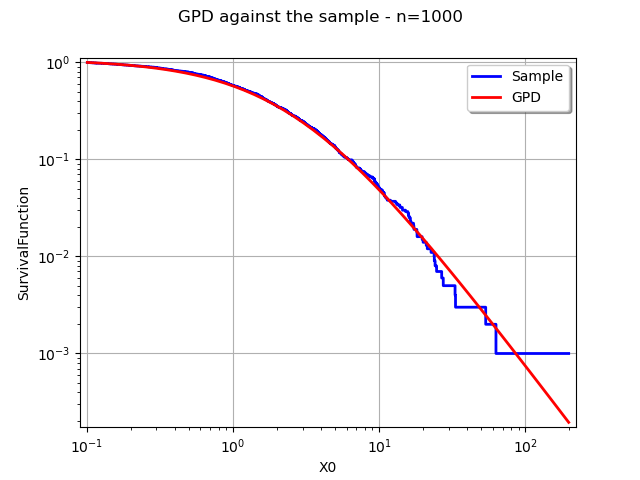 GPD against the sample - n=1000
Sample
GPD
SurvivalFunction
10⁰
10⁻¹
10⁻²
10⁻³
10⁻¹
10⁰
10¹
10²
X0